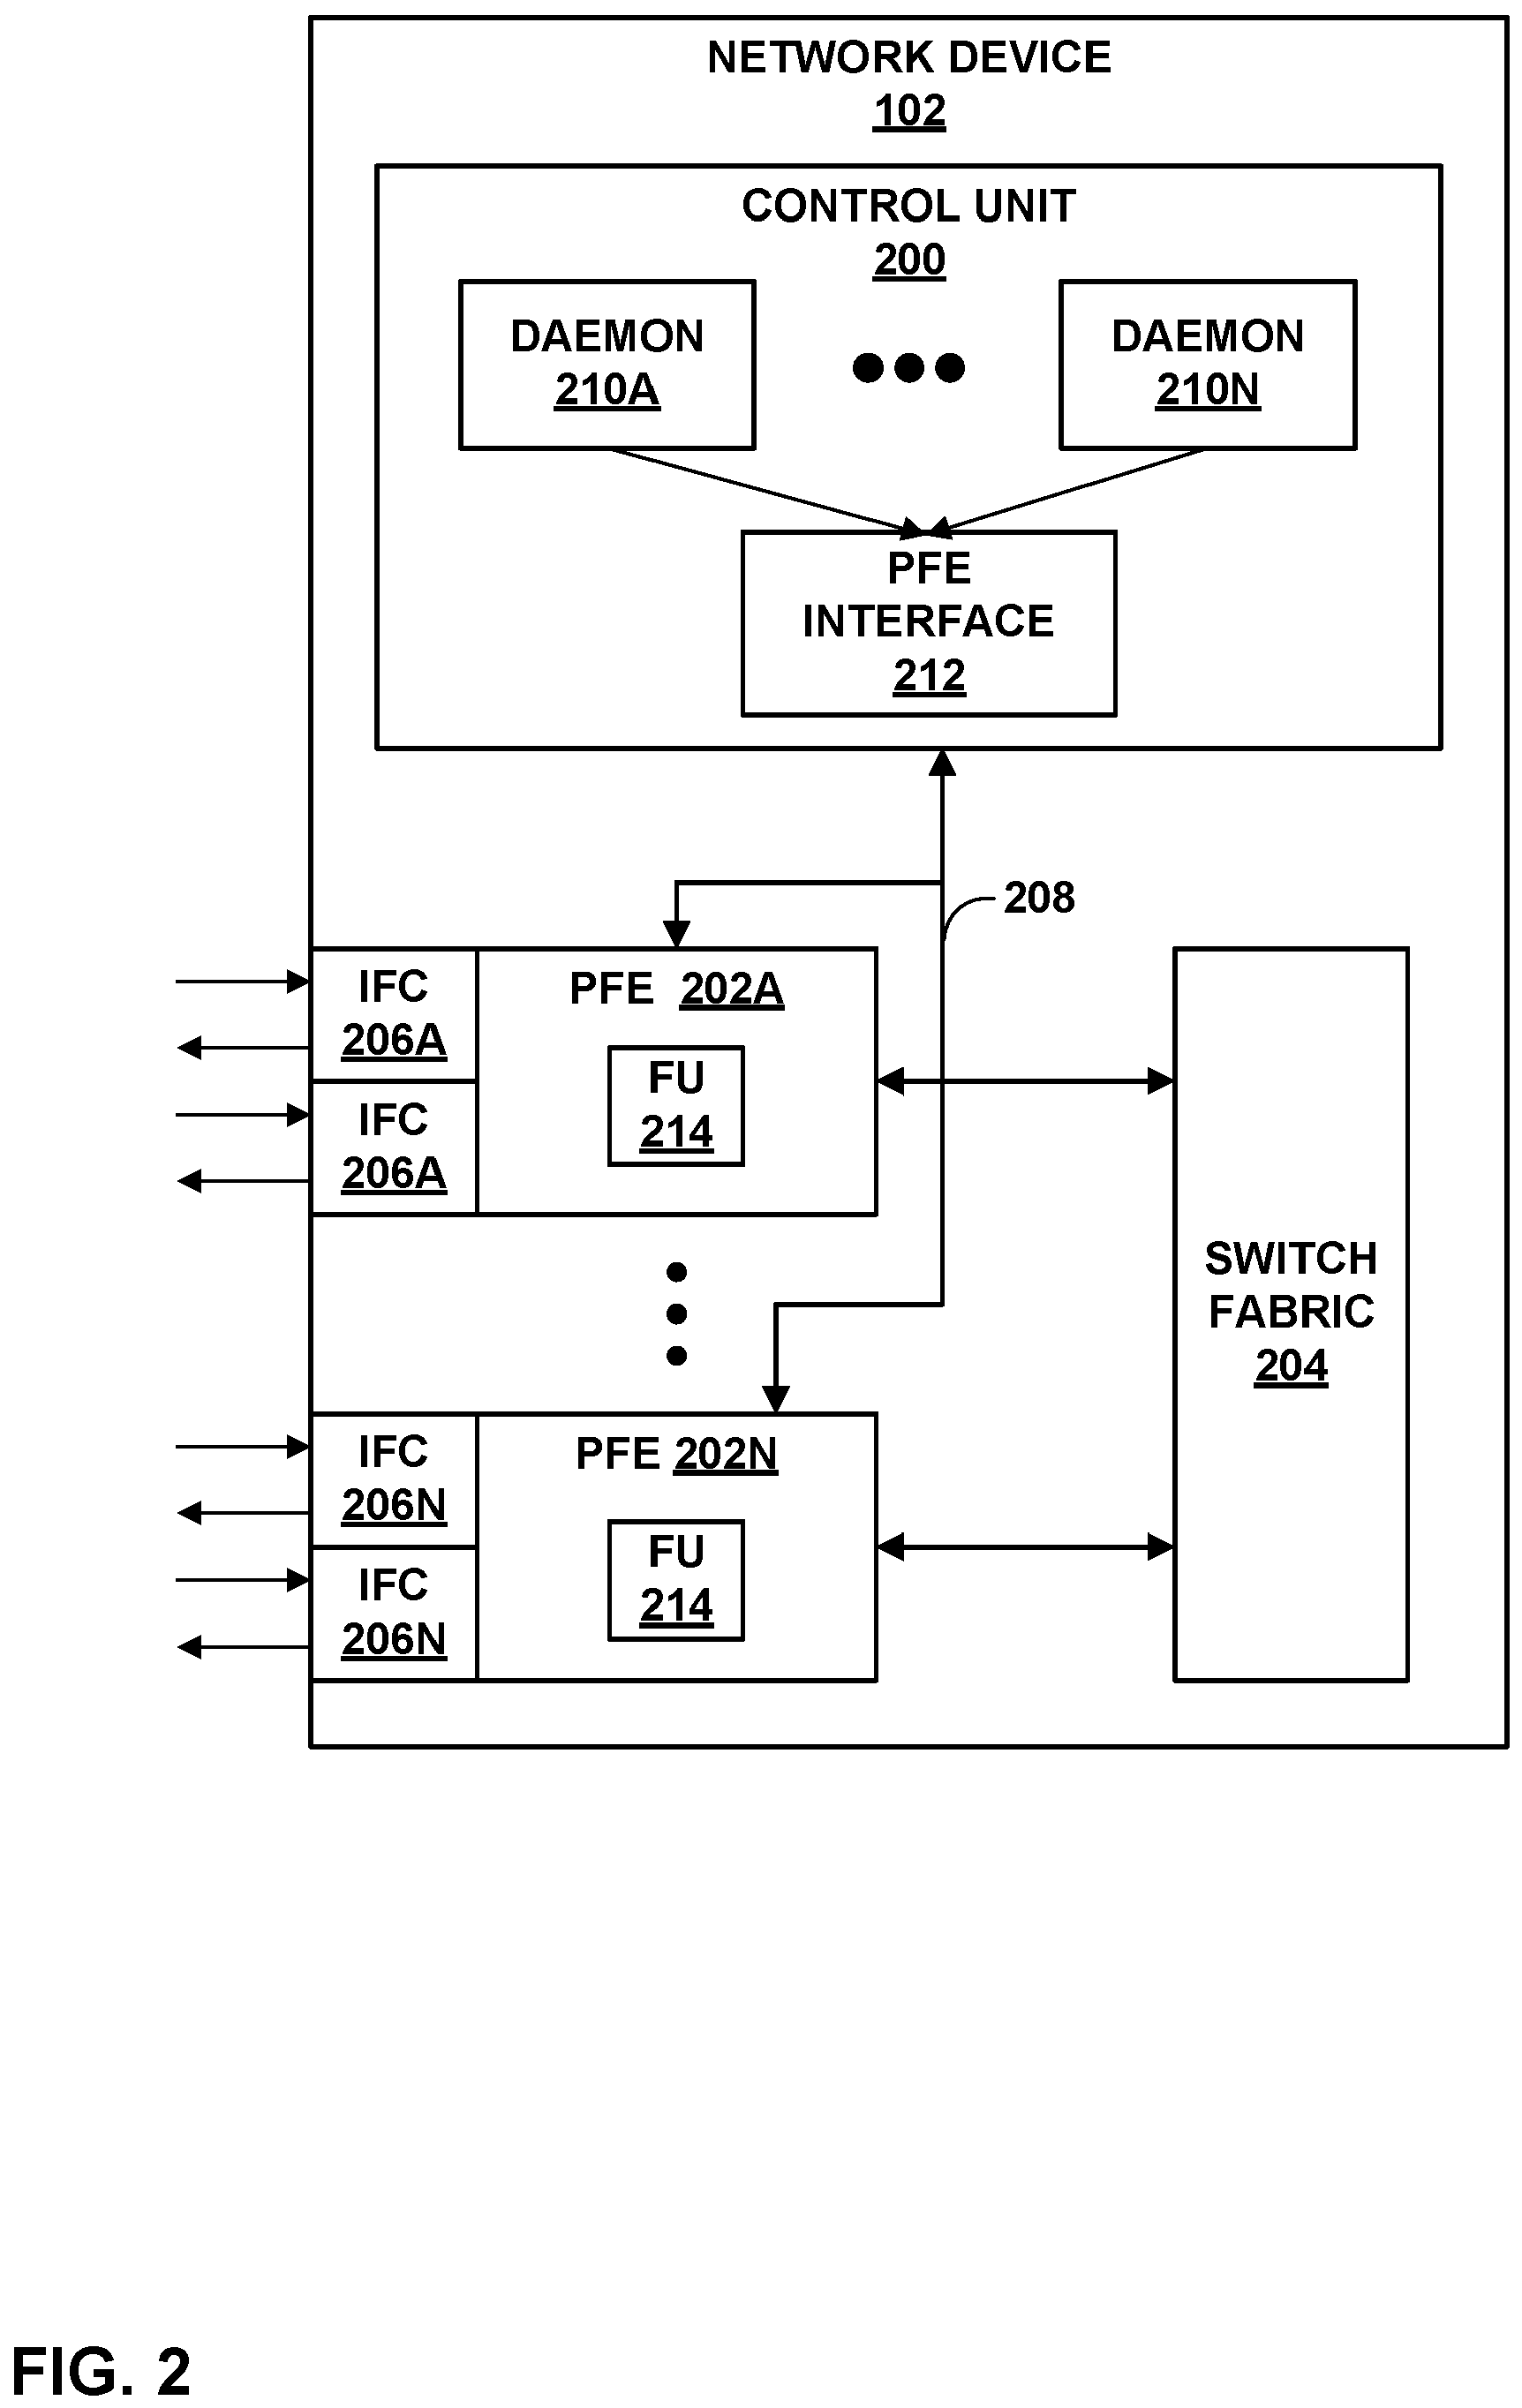 NETWORK DEVICE
102
CONTROL UNIT
200
DAEMON
210A
DAEMON
210N
PFE
INTERFACE
212
208
IFC
206A
IFC
206A
PFE 202A
FU
214
SWITCH
FABRIC
204
IFC
206N
IFC
206N
PFE 202N
FU
214
FIG. 2